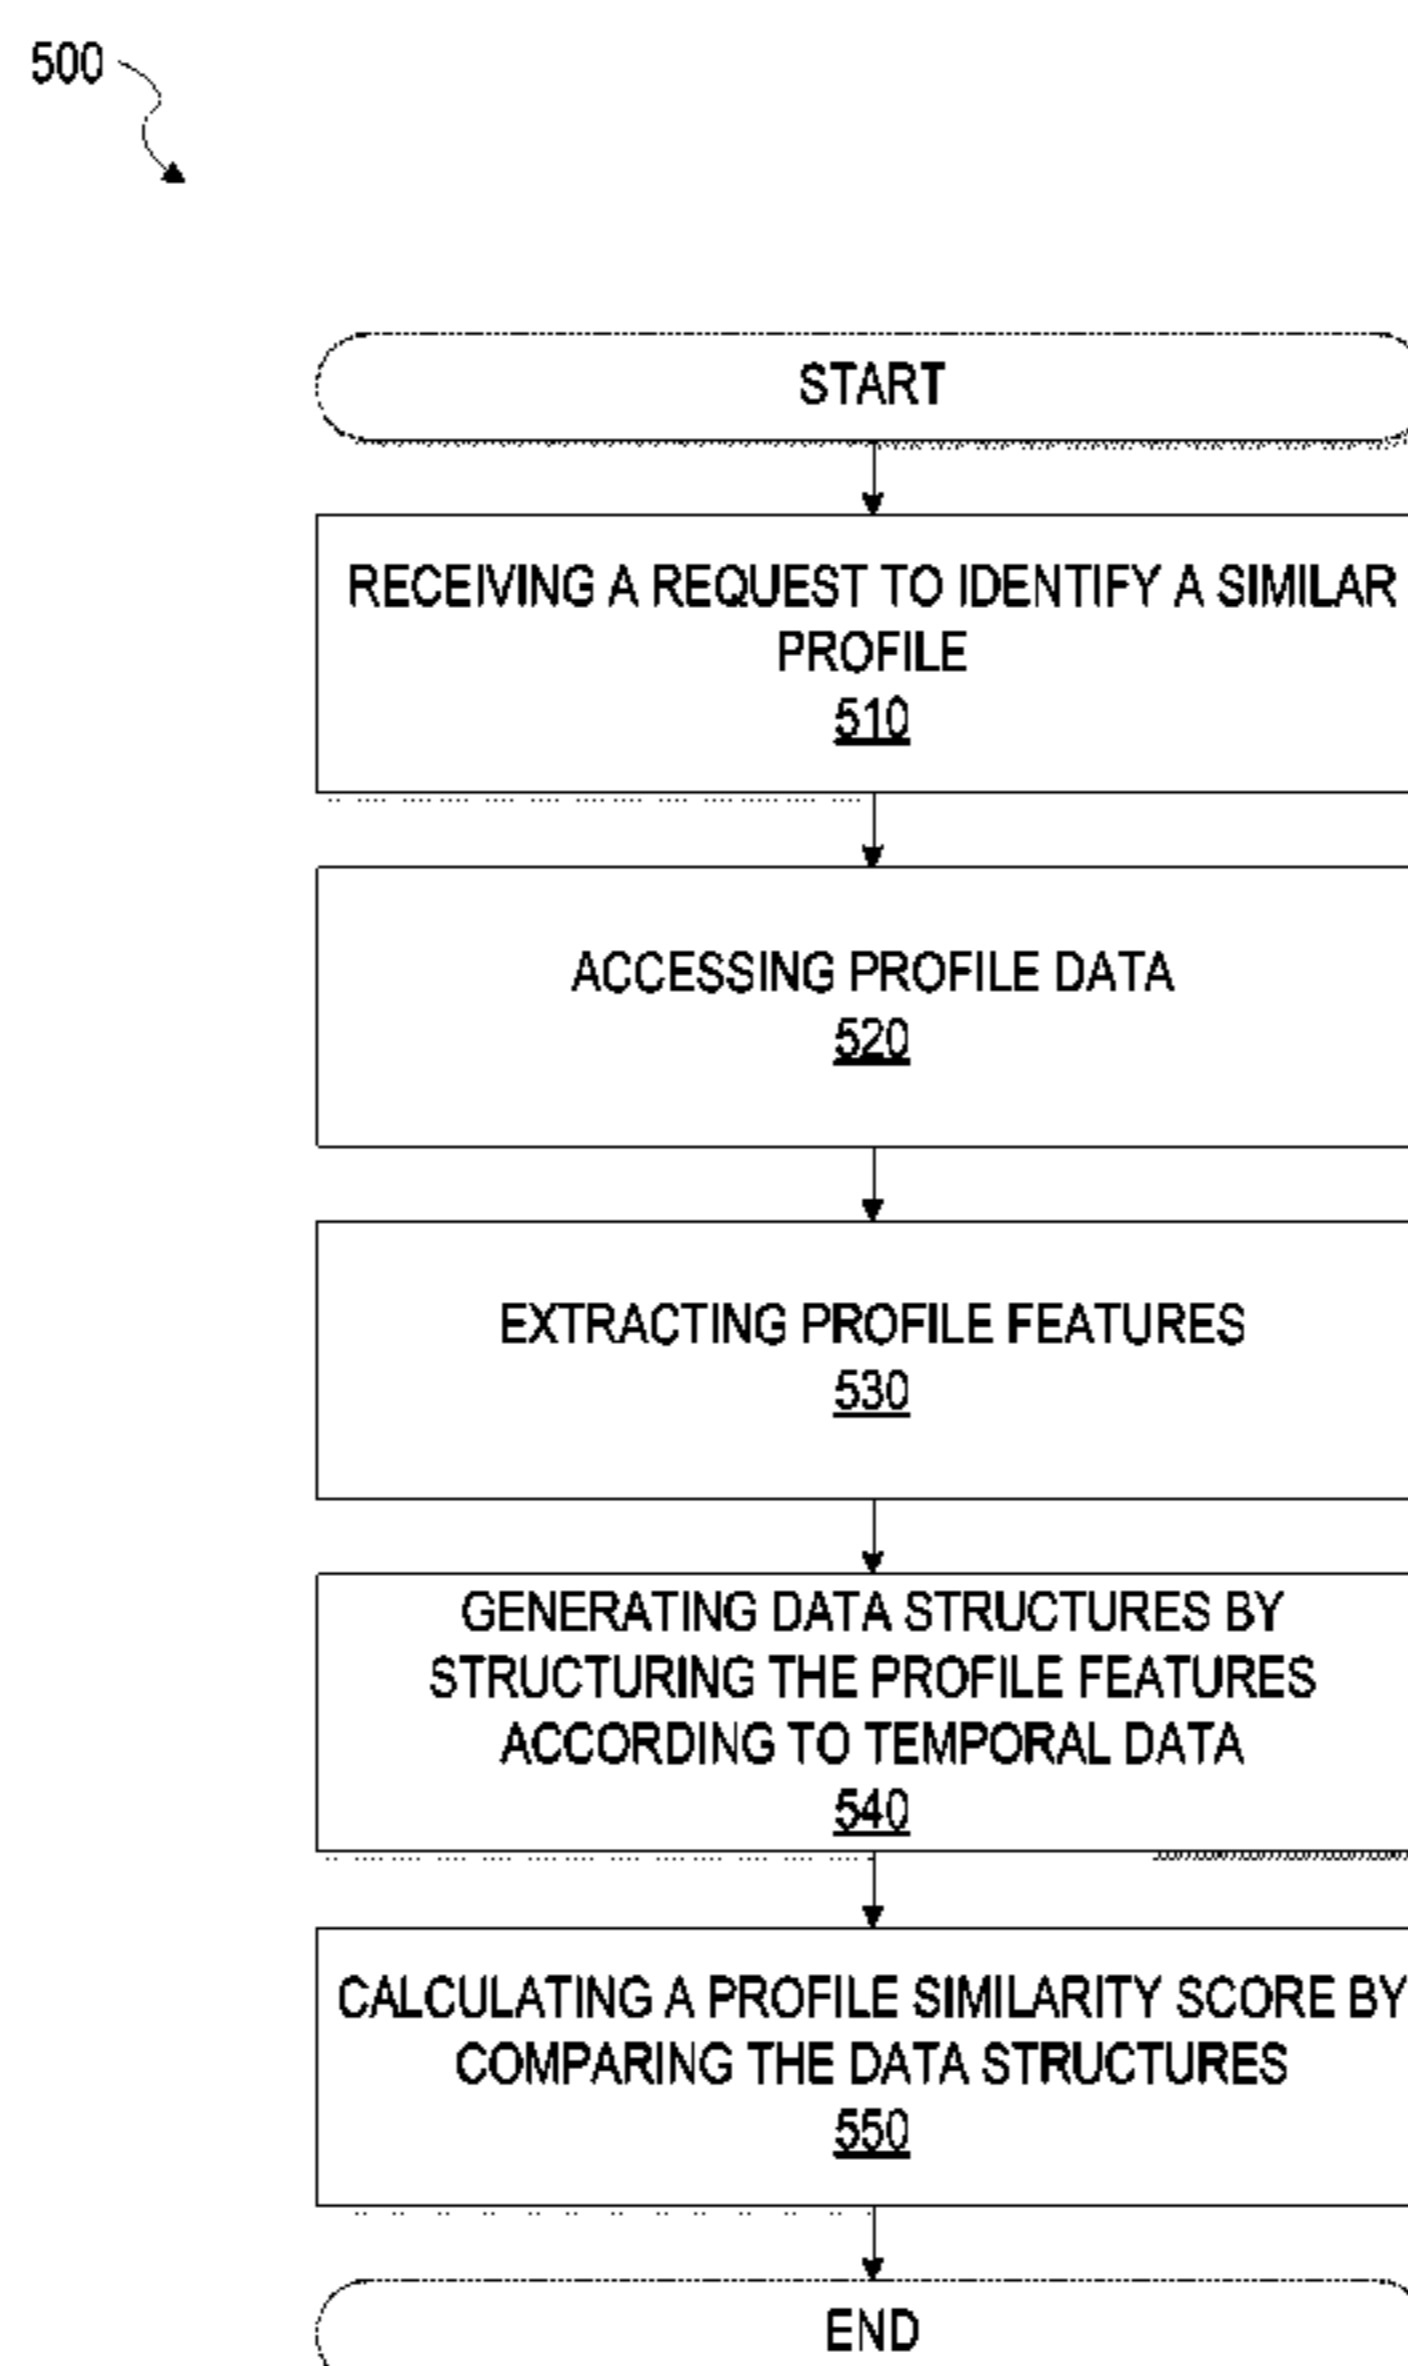 500
START
RECEIVING A REQUEST TO IDENTIFY A SIMILAR
PROFILE
510
ACCESSING PROFILE DATA
520
EXTRACTING PROFILE FEATURES
530
GENERATING DATA STRUCTURES BY
STRUCTURING THE PROFILE FEATURES
ACCORDING TO TEMPORAL DATA
540
CALCULATING A PROFILE SIMILARITY SCORE BY
COMPARING THE DATA STRUCTURES
550
END